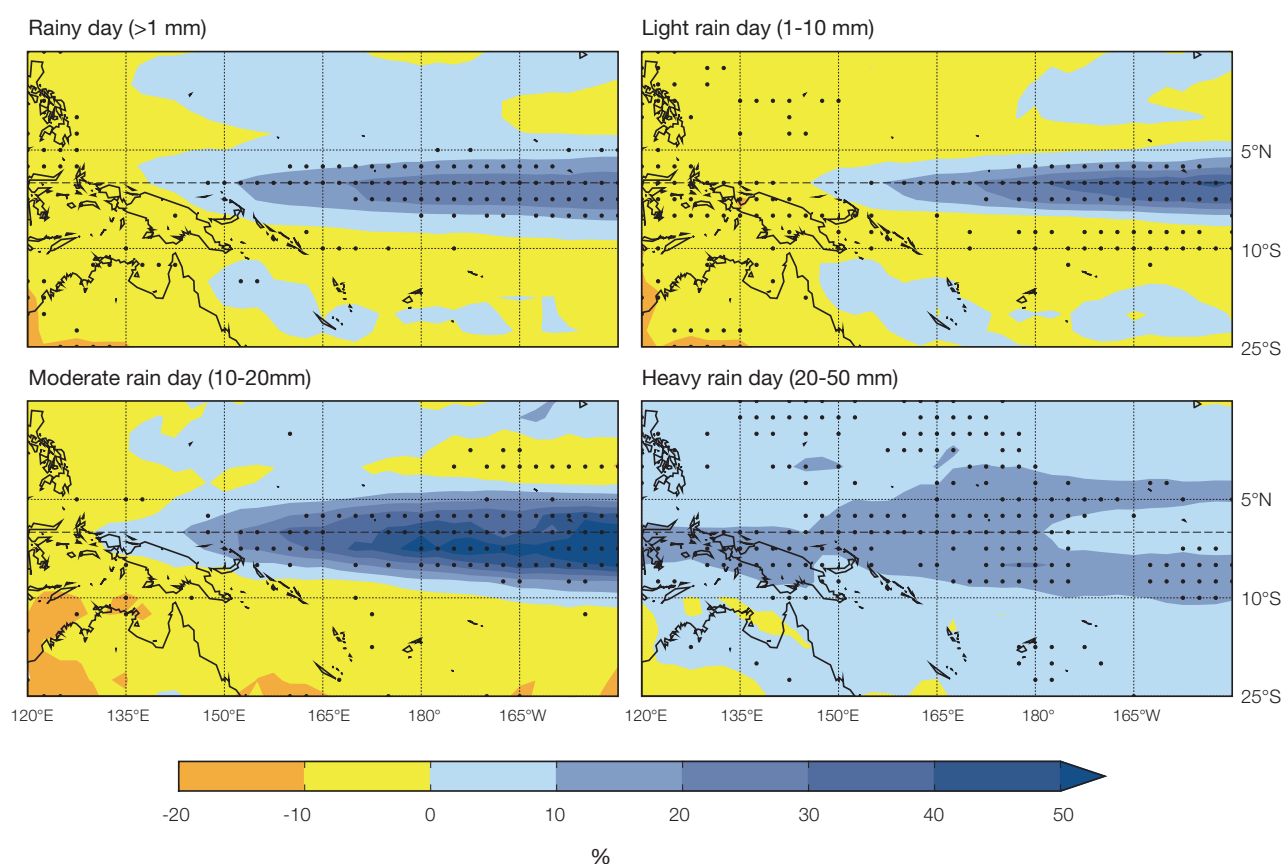 Rainy day (>1 mm)
Light rain day (1-10 mm)
5°N
10°S
25°S
Moderate rain day (10-20mm)
Heavy rain day (20-50 mm)
5°N
10°S
25°S
120°E 135°E 150°E 165°E 180° 165°W
120°E 135°E 150°E 165°E 180° 165°W
-20 -10 0 10 20 30 40 50
%